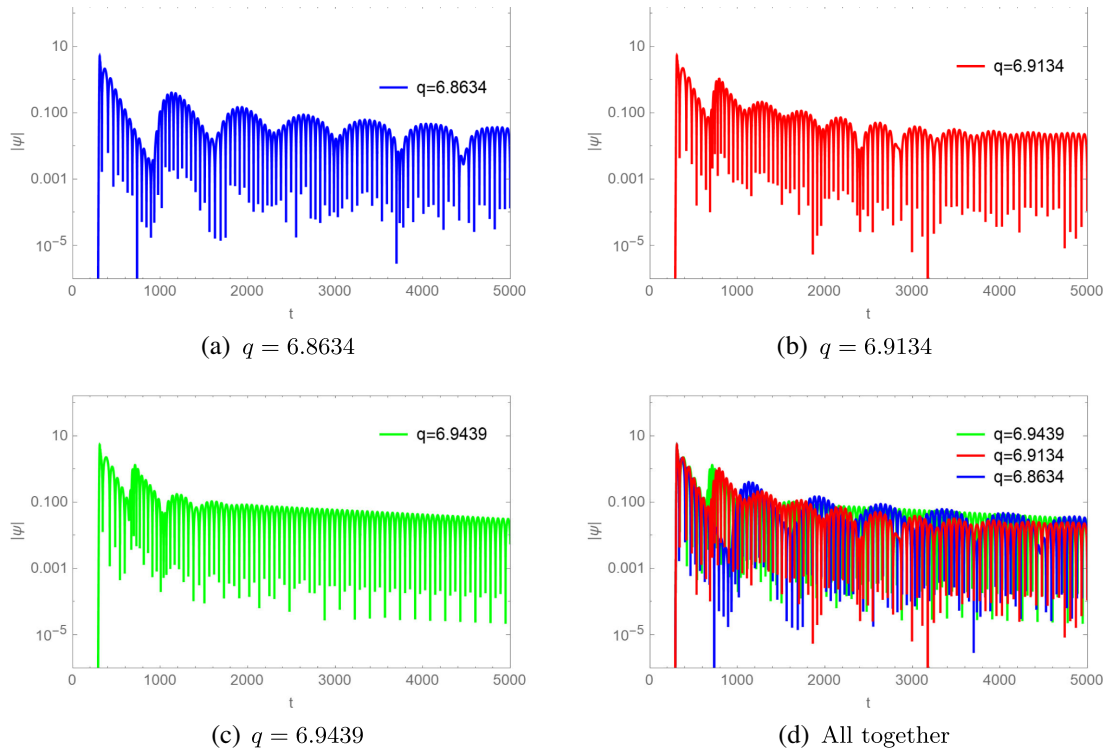 10
0.100
0.001
10^-5
|ψ|
q=6.8634
0 1000 2000 3000 4000 5000
t
(a) q = 6.8634
10
0.100
0.001
10^-5
|ψ|
q=6.9134
0 1000 2000 3000 4000 5000
t
(b) q = 6.9134
10
0.100
0.001
10^-5
|ψ|
q=6.9439
0 1000 2000 3000 4000 5000
t
(c) q = 6.9439
10
0.100
0.001
10^-5
|ψ|
q=6.9439
q=6.9134
q=6.8634
0 1000 2000 3000 4000 5000
t
(d) All together